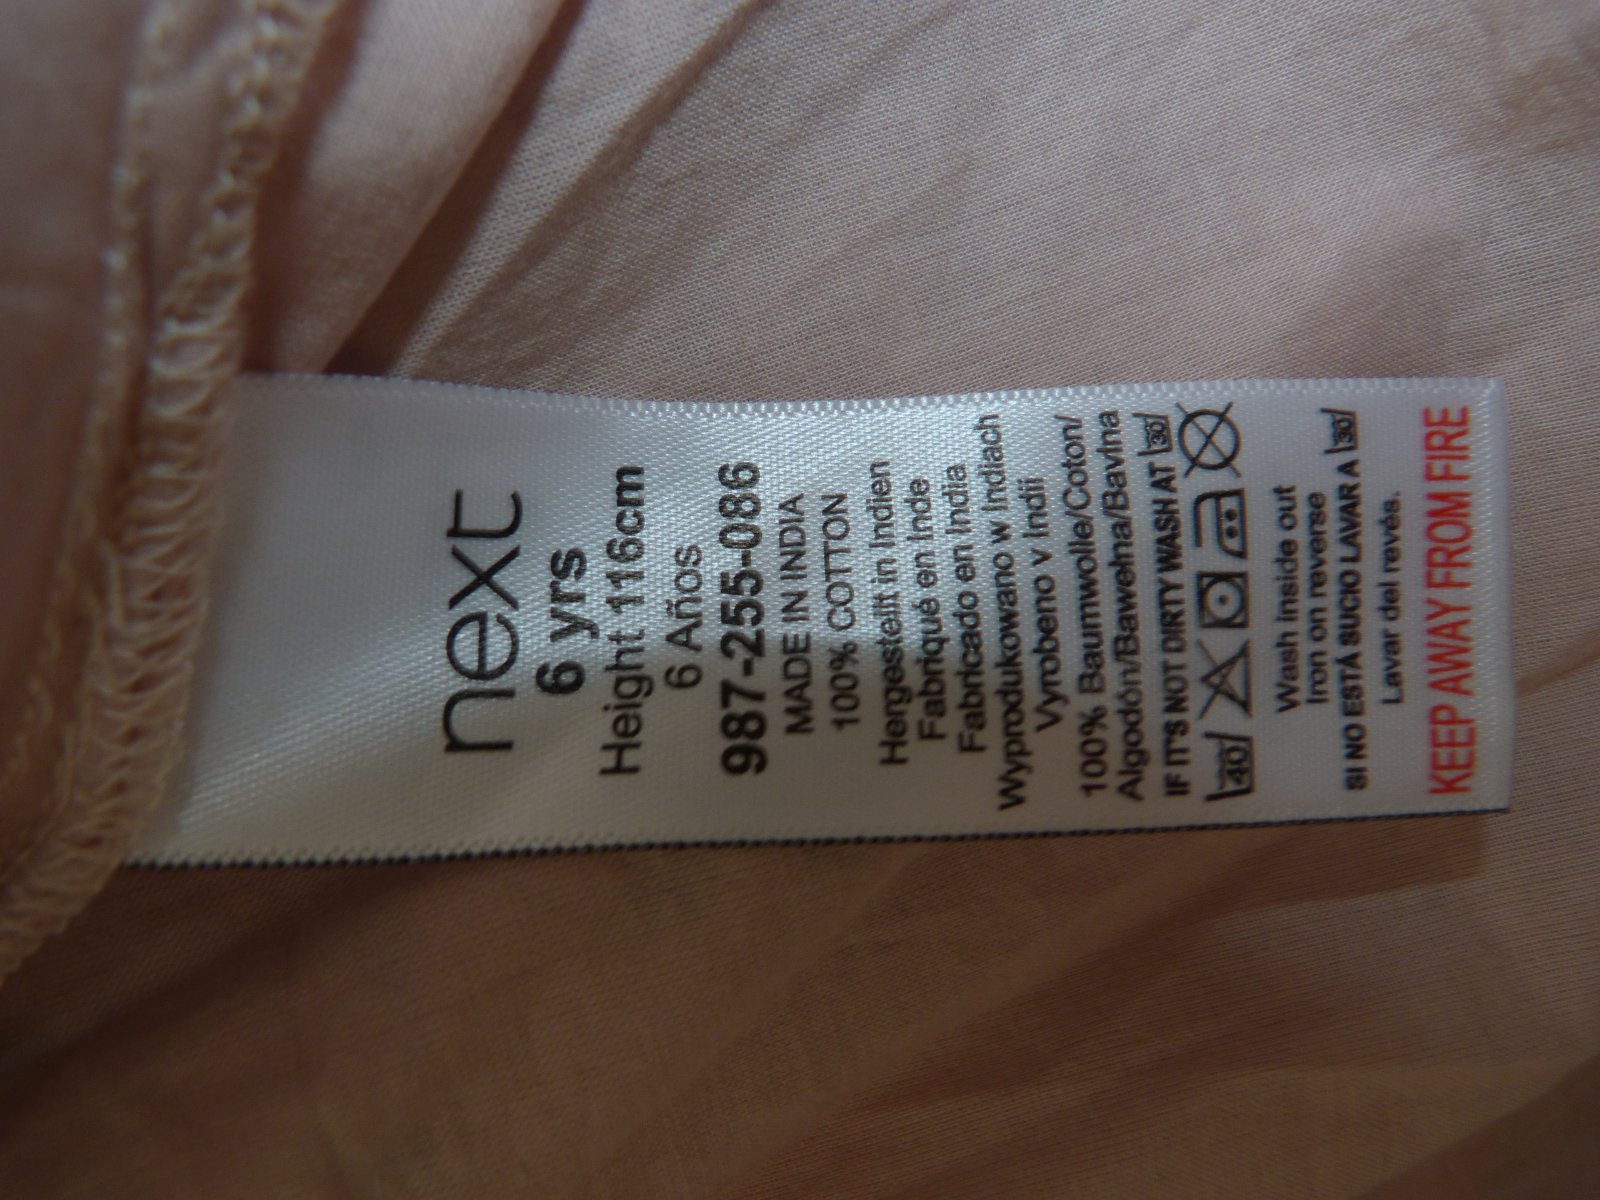 next
6 yrs
Height 116cm
6 Años
987-255-086
MADE IN INDIA
100% COTTON
Hergestellt in Indien
Fabriqué en Inde
Fabricado en India
Wyprodukowano w Indiach
Vyrobeno v Indii
100% Baumwolle/Coton/
Algodón/Bawełna/Bavlna
IF IT'S NOT DIRTY WASH AT 30
40
Wash inside out
Iron on reverse
SI NO ESTÁ SUCIO LAVAR A 30
Lavar del revés.
KEEP AWAY FROM FIRE